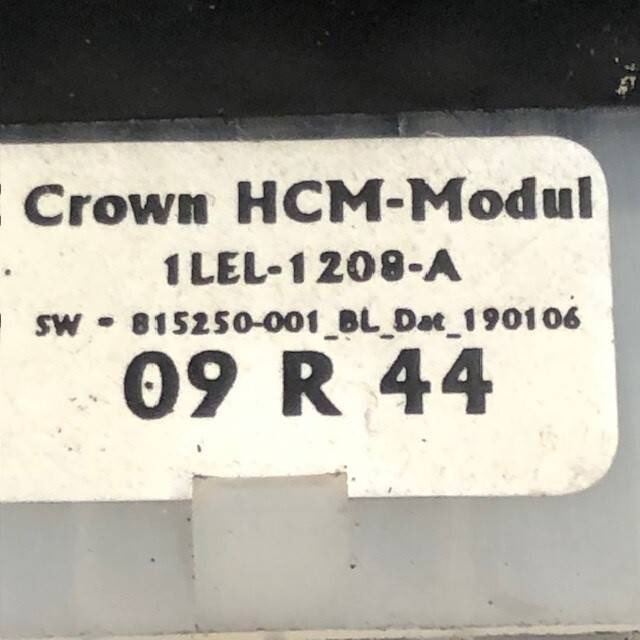 Crown HCM-Modul
1LEL-1208-A
SW - 815250-001_BL_Dat_190106
09 R 44